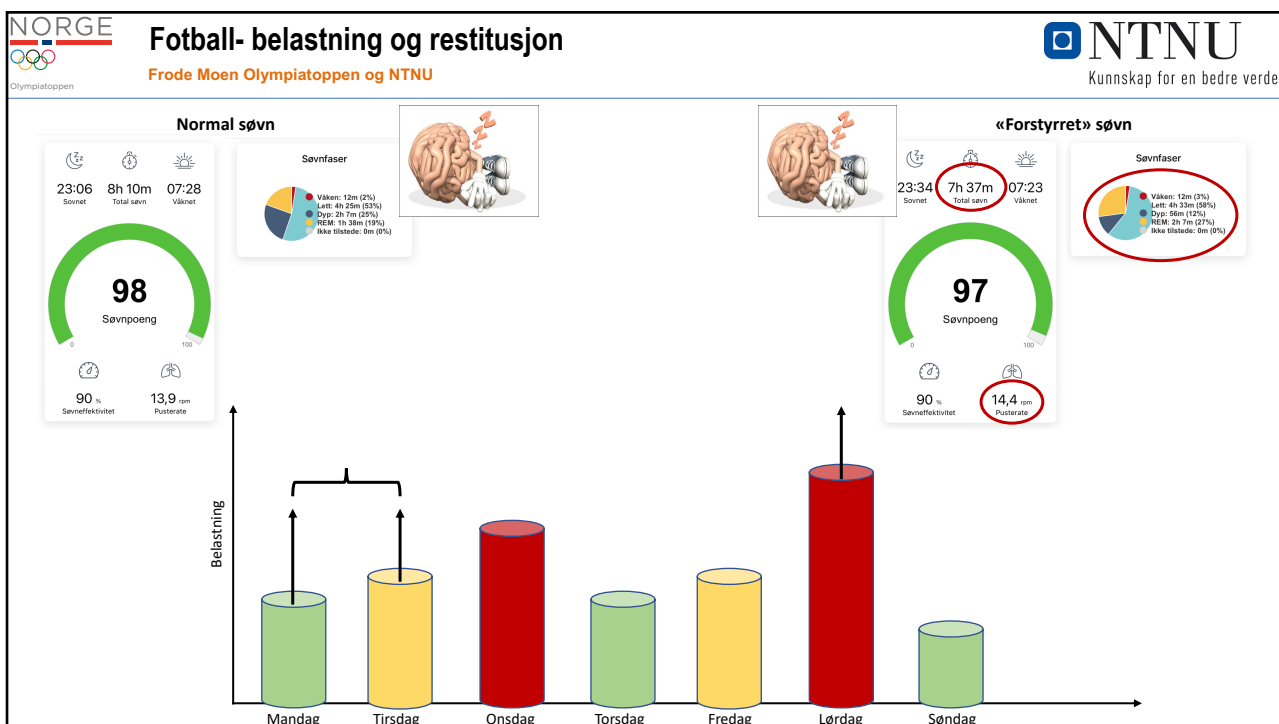 NORGE
Olympiatoppen
Fotball- belastning og restitusjon
Frode Moen Olympiatoppen og NTNU
NTNU
Kunnskap for en bedre verden
Normal søvn
23:06
Sovnet
8h 10m
Total søvn
07:28
Våknet
98
Søvnpoeng
0
100
90 %
Søvneffektivitet
13,9 rpm
Pusterate
Søvnfaser
Våken: 12m (2%)
Lett: 4h 25m (53%)
Dyp: 2h 7m (25%)
REM: 1h 38m (19%)
Ikke tilstede: 0m (0%)
Z Z Z
Z Z Z
«Forstyrret» søvn
23:34
Sovnet
7h 37m
Total søvn
07:23
Våknet
97
Søvnpoeng
0
100
90 %
Søvneffektivitet
14,4 rpm
Pusterate
Søvnfaser
Våken: 12m (3%)
Lett: 4h 33m (58%)
Dyp: 56m (12%)
REM: 2h 7m (27%)
Ikke tilstede: 0m (0%)
Belastning
Mandag Tirsdag Onsdag Torsdag Fredag Lørdag Søndag